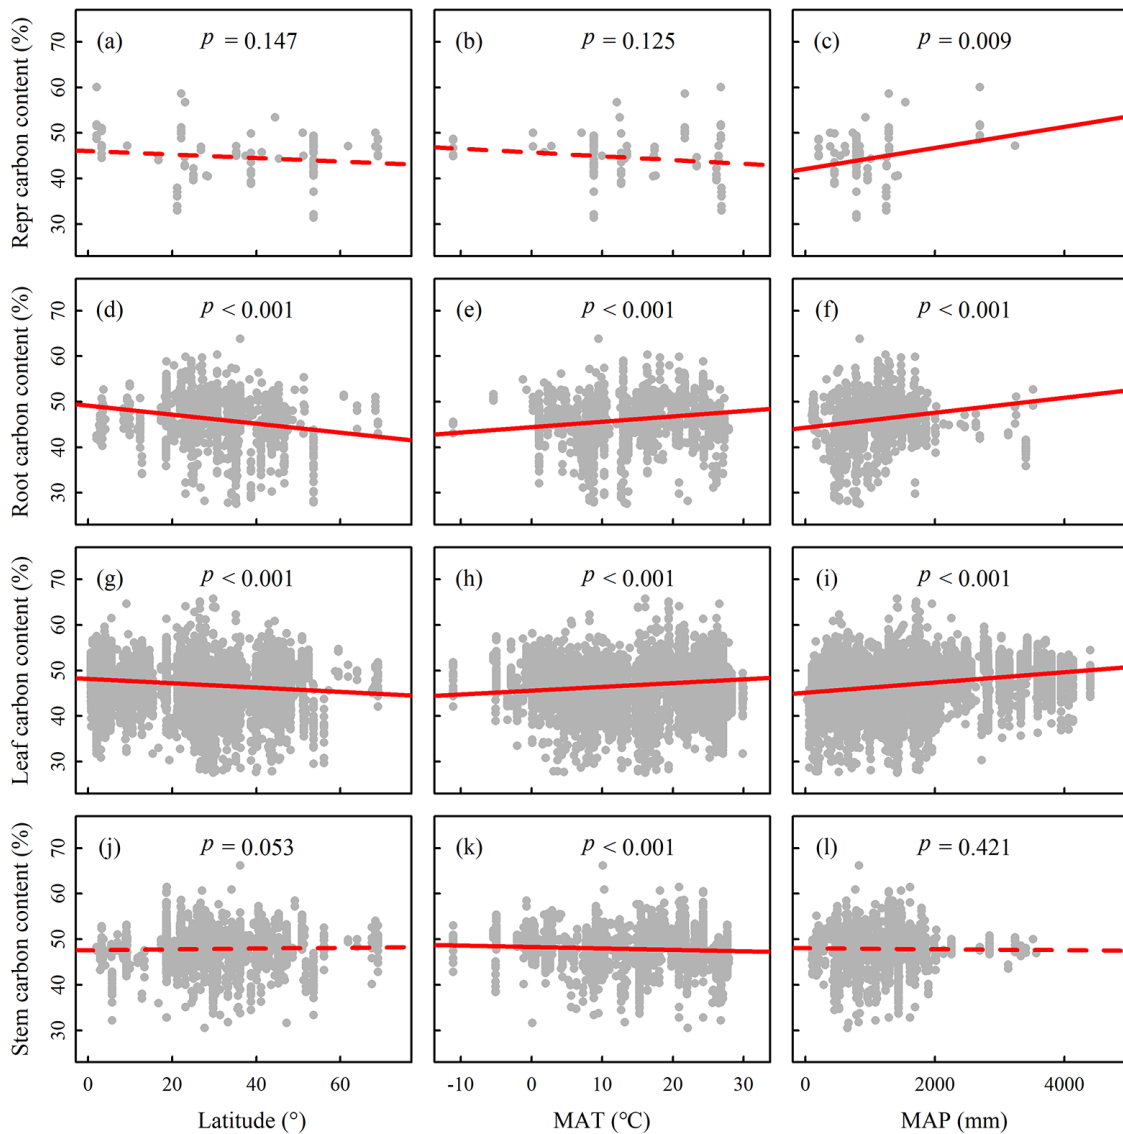 Repr carbon content (%)
70
60
50
40
30
(a) p = 0.147
(b) p = 0.125
(c) p = 0.009
Root carbon content (%)
70
60
50
40
30
(d) p < 0.001
(e) p < 0.001
(f) p < 0.001
Leaf carbon content (%)
70
60
50
40
30
(g) p < 0.001
(h) p < 0.001
(i) p < 0.001
Stem carbon content (%)
70
60
50
40
30
(j) p = 0.053
(k) p < 0.001
(l) p = 0.421
0 20 40 60
-10 0 10 20 30
0 2000 4000
Latitude (°)
MAT (℃)
MAP (mm)